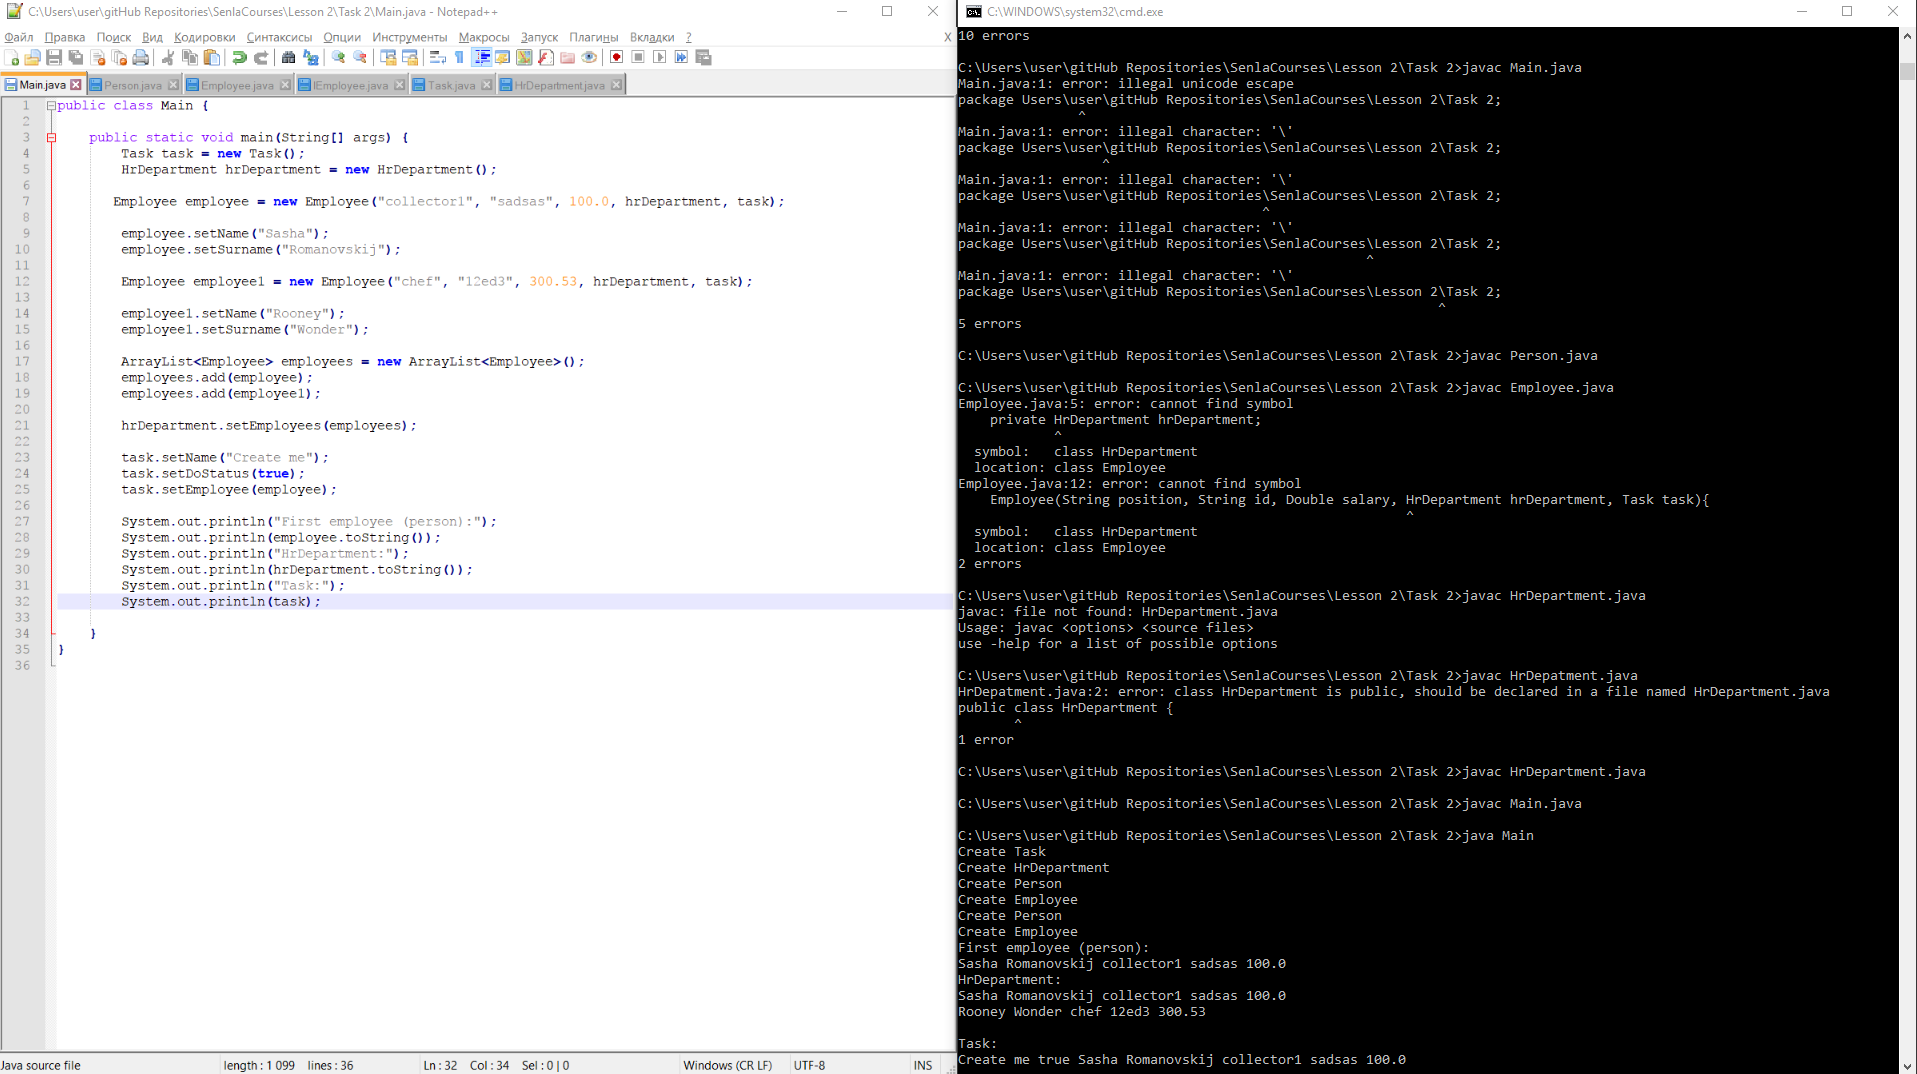 C:\Users\user\gitHub Repositories\SenlaCourses\Lesson 2\Task 2\Main.java - Notepad++
Файл Правка Поиск Вид Кодировки Синтаксисы Опции Инструменты Макросы Запуск Плагины Вкладки ? X
Main.java Person.java Employee.java IEmployee.java Task.java HrDepartment.java
1 public class Main {
2
3 public static void main(String[] args) {
4 Task task = new Task();
5 HrDepartment hrDepartment = new HrDepartment();
6
7 Employee employee = new Employee("collector1", "sadsas", 100.0, hrDepartment, task);
8
9 employee.setName("Sasha");
10 employee.setSurname("Romanovskij");
11
12 Employee employee1 = new Employee("chef", "12ed3", 300.53, hrDepartment, task);
13
14 employee1.setName("Rooney");
15 employee1.setSurname("Wonder");
16
17 ArrayList<Employee> employees = new ArrayList<Employee>();
18 employees.add(employee);
19 employees.add(employee1);
20
21 hrDepartment.setEmployees(employees);
22
23 task.setName("Create me");
24 task.setDoStatus(true);
25 task.setEmployee(employee);
26
27 System.out.println("First employee (person):");
28 System.out.println(employee.toString());
29 System.out.println("HrDepartment:");
30 System.out.println(hrDepartment.toString());
31 System.out.println("Task:");
32 System.out.println(task);
33
34 }
35 }
36
Java source file length : 1 099 lines : 36 Ln : 32 Col : 34 Sel : 0 | 0 Windows (CR LF) UTF-8 INS
C:\WINDOWS\system32\cmd.exe
10 errors
C:\Users\user\gitHub Repositories\SenlaCourses\Lesson 2\Task 2>javac Main.java
Main.java:1: error: illegal unicode escape
package Users\user\gitHub Repositories\SenlaCourses\Lesson 2\Task 2;
^
Main.java:1: error: illegal character: '\'
package Users\user\gitHub Repositories\SenlaCourses\Lesson 2\Task 2;
^
Main.java:1: error: illegal character: '\'
package Users\user\gitHub Repositories\SenlaCourses\Lesson 2\Task 2;
^
Main.java:1: error: illegal character: '\'
package Users\user\gitHub Repositories\SenlaCourses\Lesson 2\Task 2;
^
Main.java:1: error: illegal character: '\'
package Users\user\gitHub Repositories\SenlaCourses\Lesson 2\Task 2;
^
5 errors
C:\Users\user\gitHub Repositories\SenlaCourses\Lesson 2\Task 2>javac Person.java
C:\Users\user\gitHub Repositories\SenlaCourses\Lesson 2\Task 2>javac Employee.java
Employee.java:5: error: cannot find symbol
private HrDepartment hrDepartment;
^
symbol: class HrDepartment
location: class Employee
Employee.java:12: error: cannot find symbol
Employee(String position, String id, Double salary, HrDepartment hrDepartment, Task task){
^
symbol: class HrDepartment
location: class Employee
2 errors
C:\Users\user\gitHub Repositories\SenlaCourses\Lesson 2\Task 2>javac HrDepartment.java
javac: file not found: HrDepartment.java
Usage: javac <options> <source files>
use -help for a list of possible options
C:\Users\user\gitHub Repositories\SenlaCourses\Lesson 2\Task 2>javac HrDepatment.java
HrDepatment.java:2: error: class HrDepartment is public, should be declared in a file named HrDepartment.java
public class HrDepartment {
^
1 error
C:\Users\user\gitHub Repositories\SenlaCourses\Lesson 2\Task 2>javac HrDepartment.java
C:\Users\user\gitHub Repositories\SenlaCourses\Lesson 2\Task 2>javac Main.java
C:\Users\user\gitHub Repositories\SenlaCourses\Lesson 2\Task 2>java Main
Create Task
Create HrDepartment
Create Person
Create Employee
Create Person
Create Employee
First employee (person):
Sasha Romanovskij collector1 sadsas 100.0
HrDepartment:
Sasha Romanovskij collector1 sadsas 100.0
Rooney Wonder chef 12ed3 300.53
Task:
Create me true Sasha Romanovskij collector1 sadsas 100.0